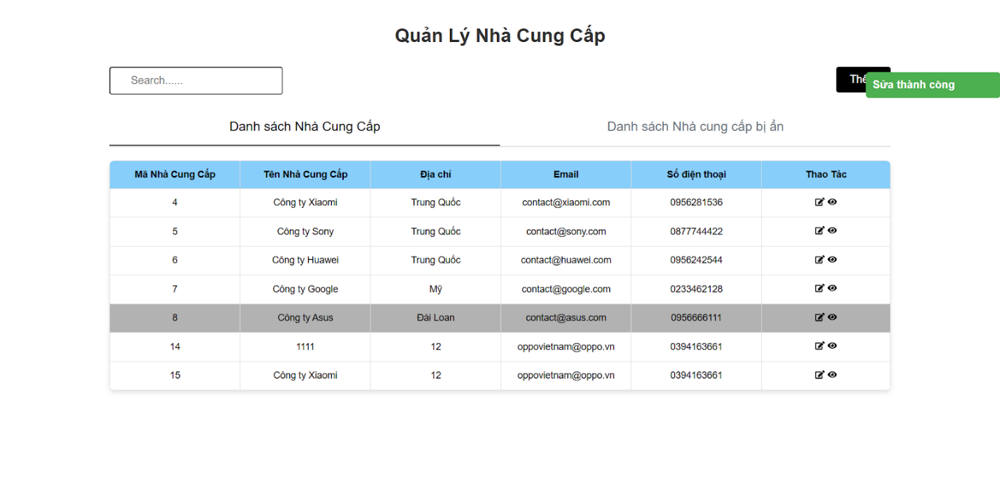 Quản Lý Nhà Cung Cấp
Search......
Sửa thành công
Danh sách Nhà Cung Cấp Danh sách Nhà cung cấp bị ẩn
Mã Nhà Cung Cấp Tên Nhà Cung Cấp Địa chỉ Email Số điện thoại Thao Tác
4 Công ty Xiaomi Trung Quốc contact@xiaomi.com 0956281536
5 Công ty Sony Trung Quốc contact@sony.com 0877744422
6 Công ty Huawei Trung Quốc contact@huawei.com 0956242544
7 Công ty Google Mỹ contact@google.com 0233462128
8 Công ty Asus Đài Loan contact@asus.com 0956666111
14 1111 12 oppovietnam@oppo.vn 0394163661
15 Công ty Xiaomi 12 oppovietnam@oppo.vn 0394163661